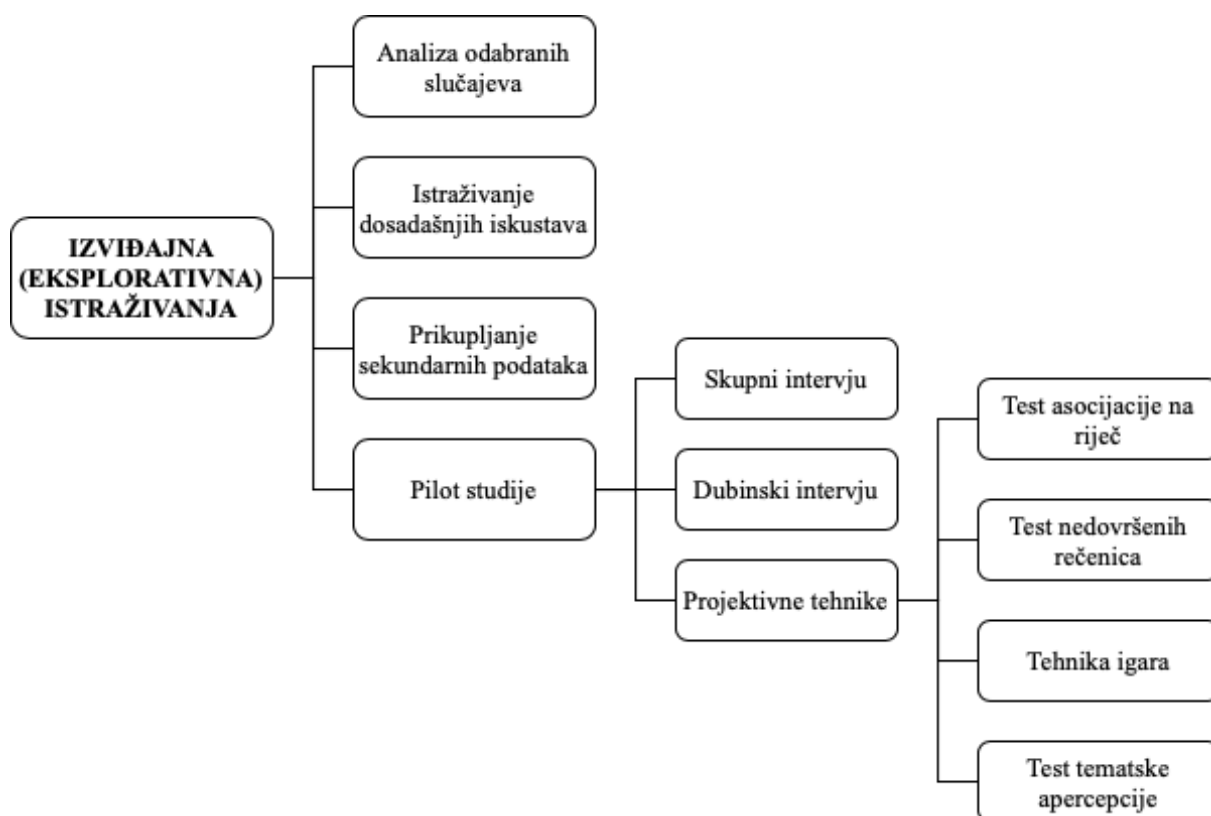 IZVIĐAJNA
(EKSPLORATIVNA)
ISTRAŽIVANJA
Analiza odabranih
slučajeva
Istraživanje
dosadašnjih iskustava
Prikupljanje
sekundarnih podataka
Pilot studije
Skupni intervju
Dubinski intervju
Projektivne tehnike
Test asocijacije na
riječ
Test nedovršenih
rečenica
Tehnika igara
Test tematske
apercepcije